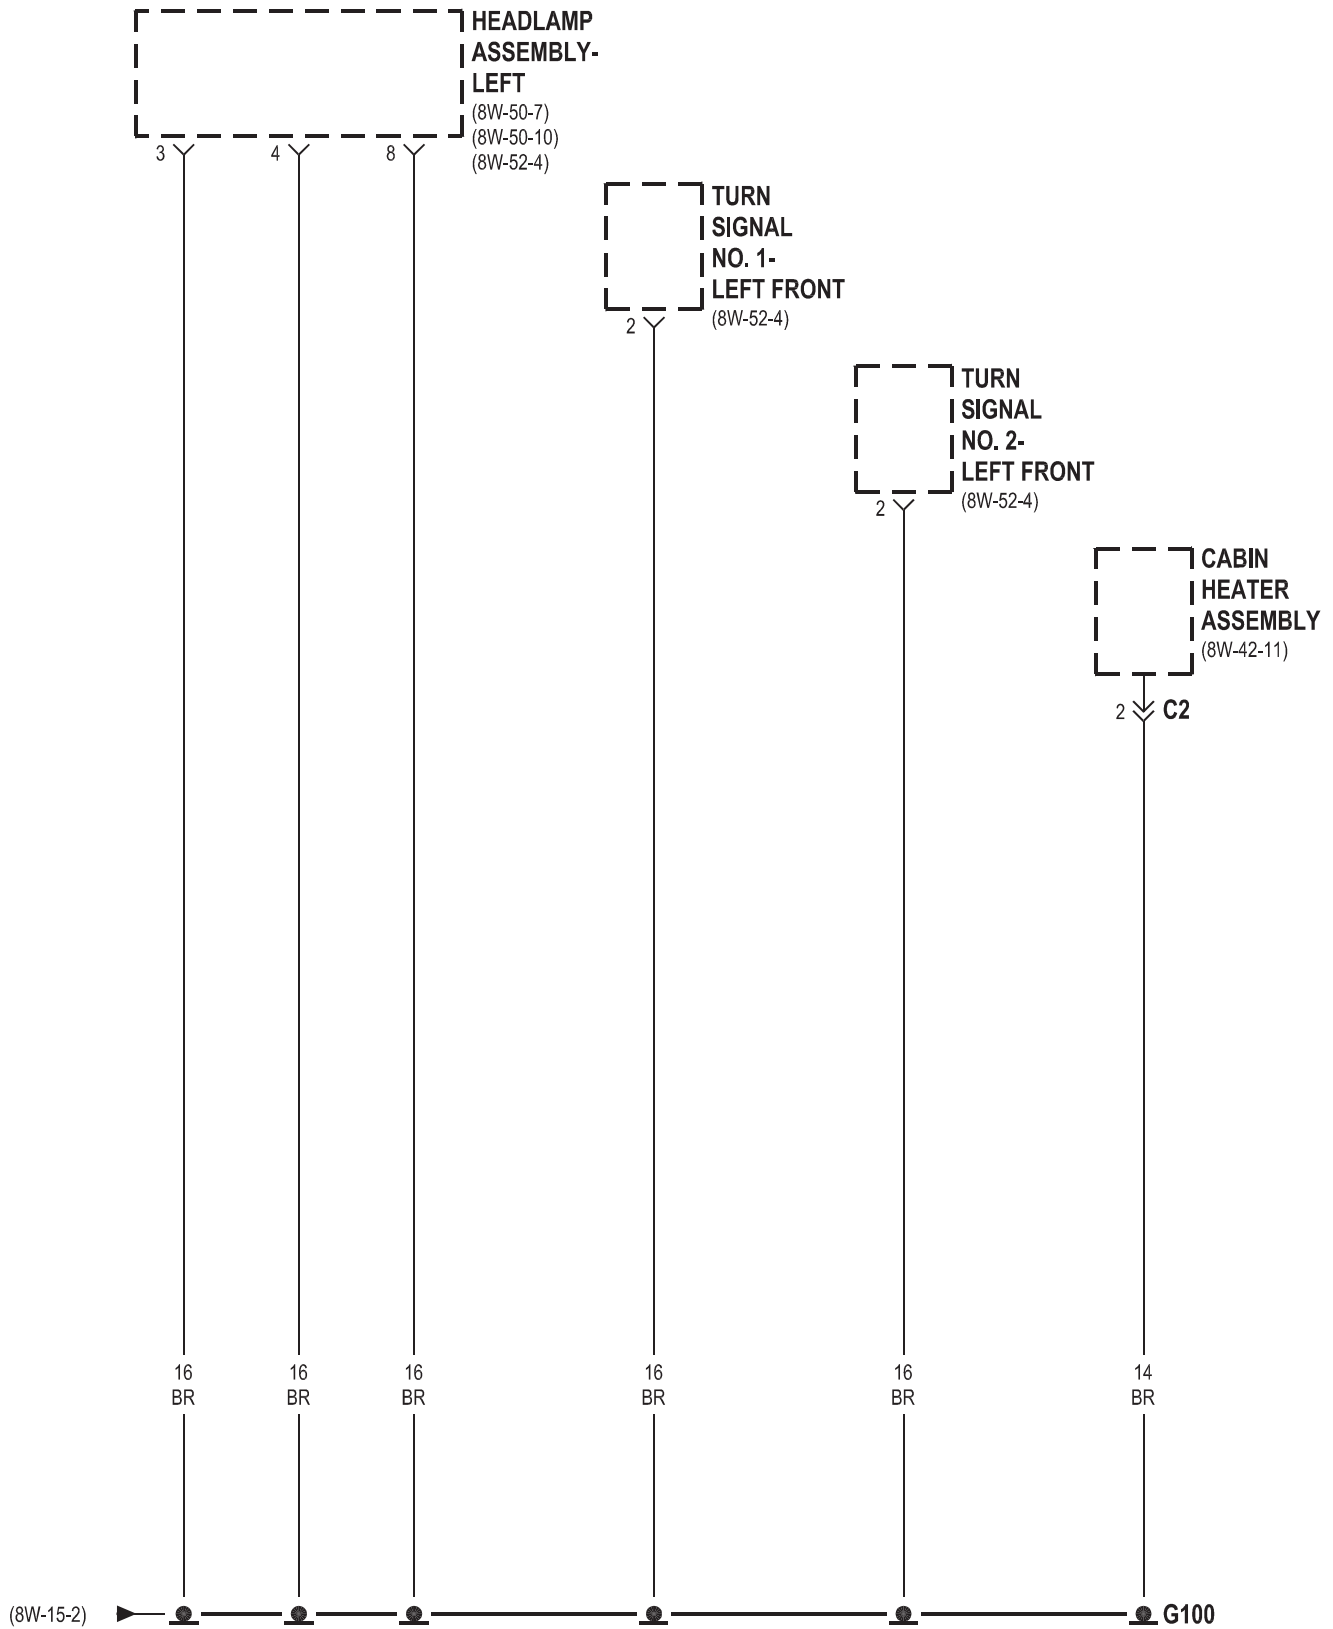 HEADLAMP
ASSEMBLY-
LEFT
(8W-50-7)
(8W-50-10)
(8W-52-4)
3
4
8
TURN
SIGNAL
NO. 1-
LEFT FRONT
(8W-52-4)
2
TURN
SIGNAL
NO. 2-
LEFT FRONT
(8W-52-4)
2
CABIN
HEATER
ASSEMBLY
(8W-42-11)
2 C2
16 16 16 16 16 14
BR BR BR BR BR BR
(8W-15-2) G100